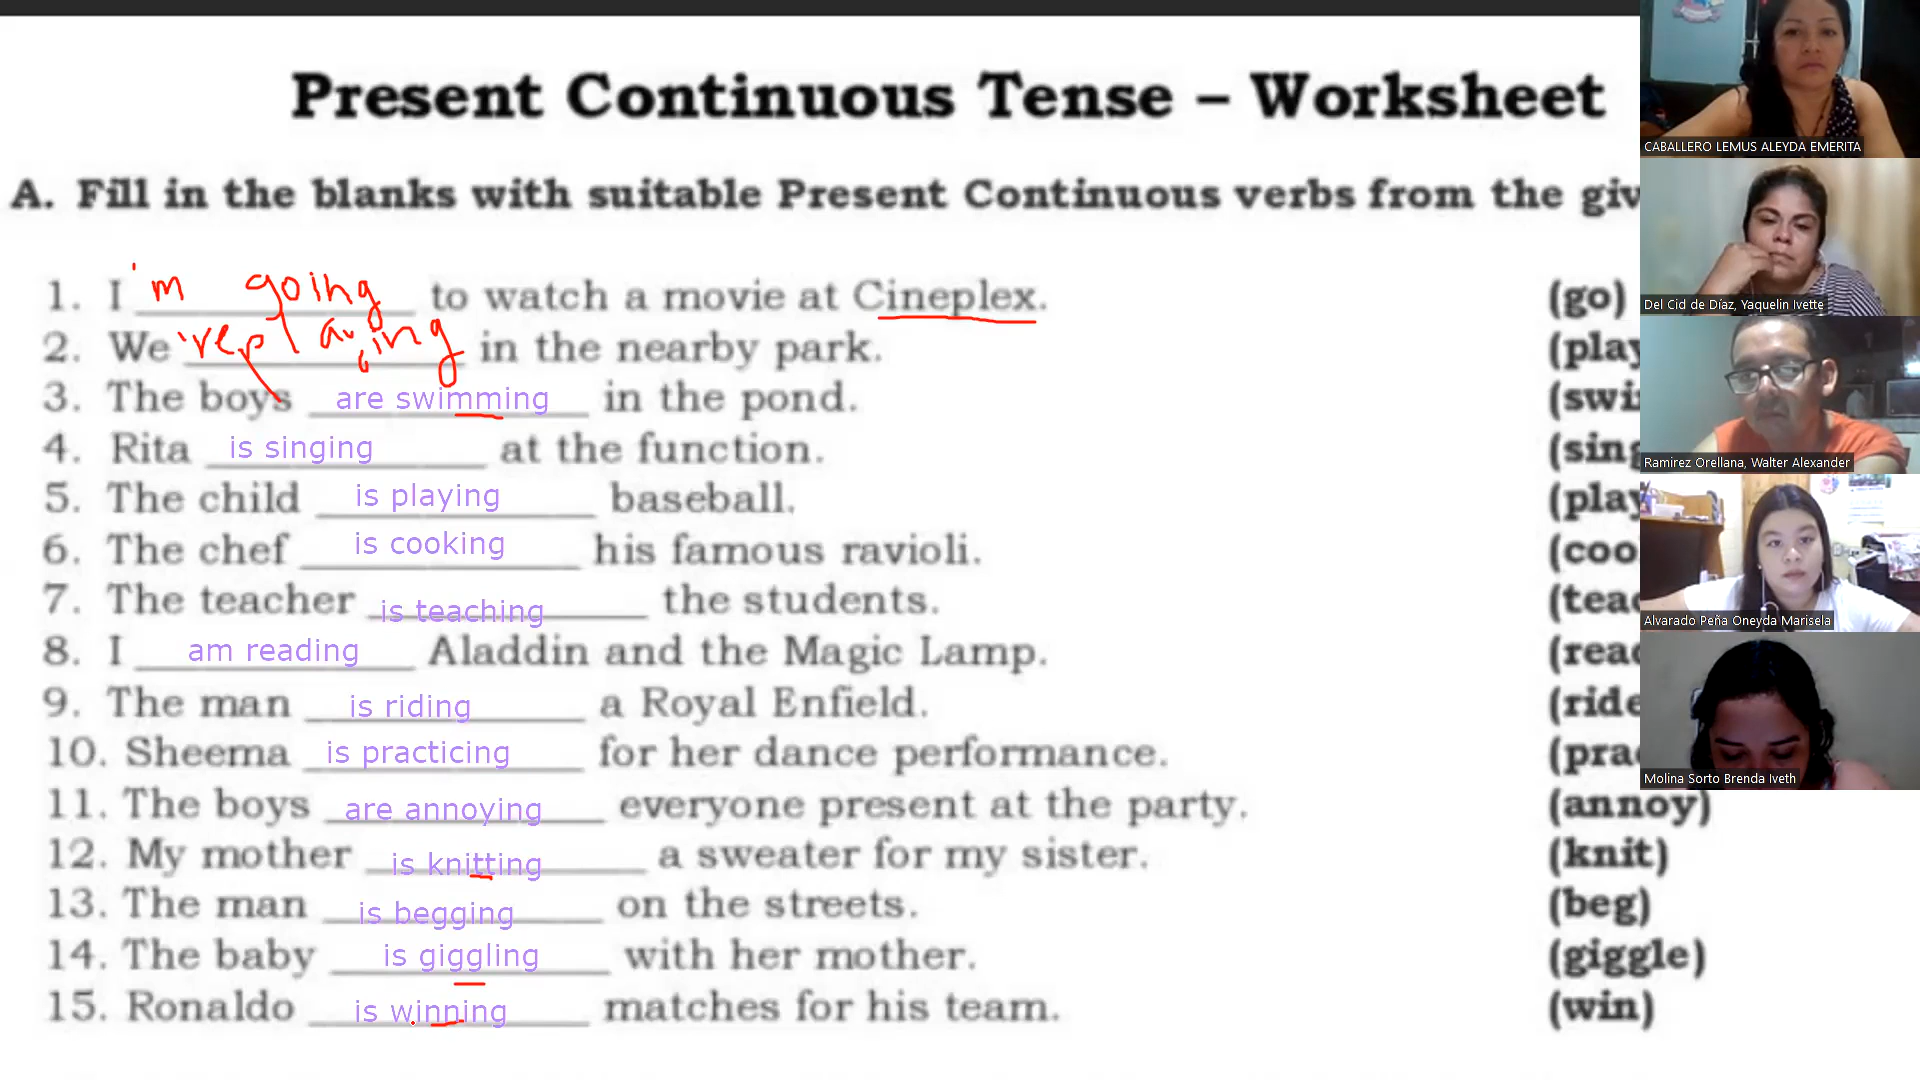 Present Continuous Tense – Worksheet
A. Fill in the blanks with suitable Present Continuous verbs from the giv
1. I 'm going to watch a movie at Cineplex. (go)
2. We 're playing in the nearby park. (play
3. The boys are swimming in the pond. (swi
4. Rita is singing at the function. (sing
5. The child is playing baseball. (play
6. The chef is cooking his famous ravioli. (coo
7. The teacher is teaching the students. (teac
8. I am reading Aladdin and the Magic Lamp. (read
9. The man is riding a Royal Enfield. (ride
10. Sheema is practicing for her dance performance. (prac
11. The boys are annoying everyone present at the party. (annoy)
12. My mother is knitting a sweater for my sister. (knit)
13. The man is begging on the streets. (beg)
14. The baby is giggling with her mother. (giggle)
15. Ronaldo is winning matches for his team. (win)
CABALLERO LEMUS ALEYDA EMERITA
Del Cid de Díaz, Yaquelin Ivette
Ramirez Orellana, Walter Alexander
Alvarado Peña Oneyda Marisela
Molina Sorto Brenda Iveth